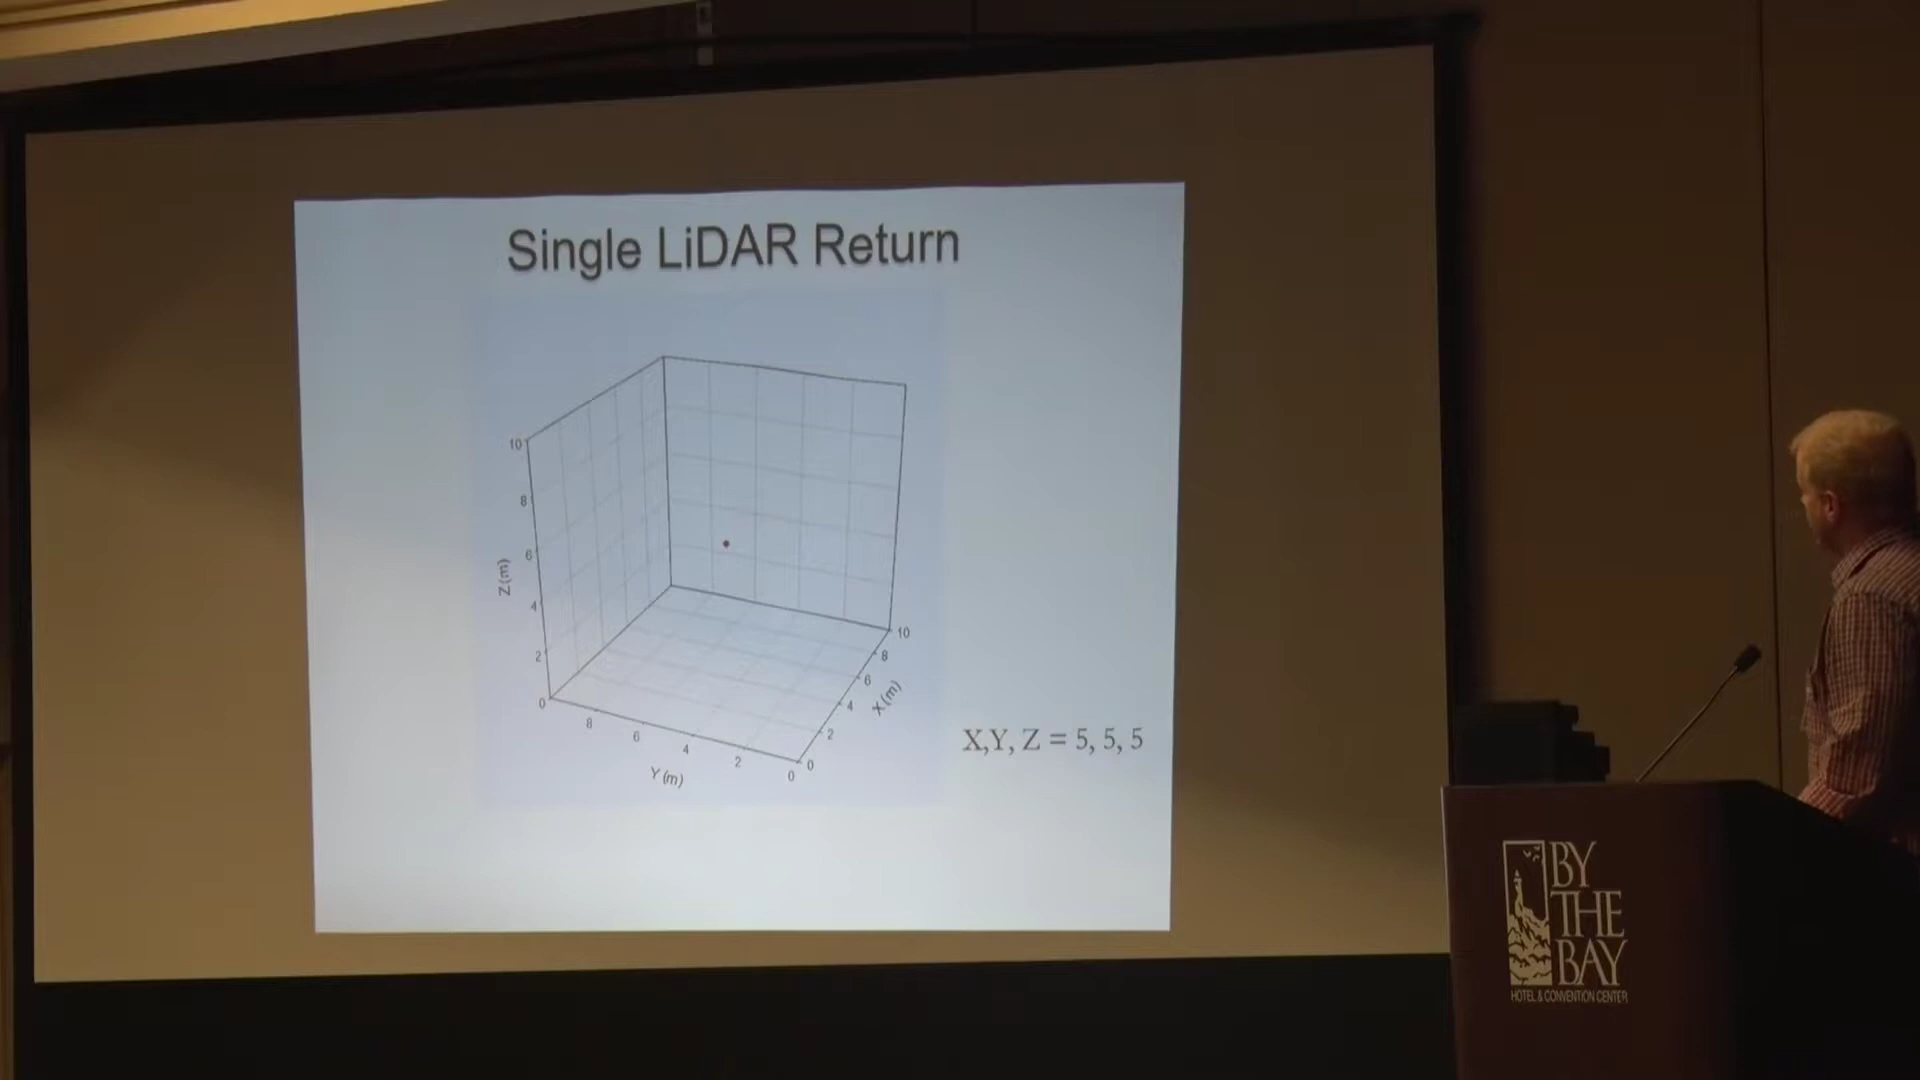 Single LiDAR Return
10
8
6
4
2
0
Z (m)
8
6
4
2
0
Y (m)
0
2
4
6
8
10
X (m)
X,Y, Z = 5, 5, 5
BY
THE
BAY
HOTEL & CONVENTION CENTER